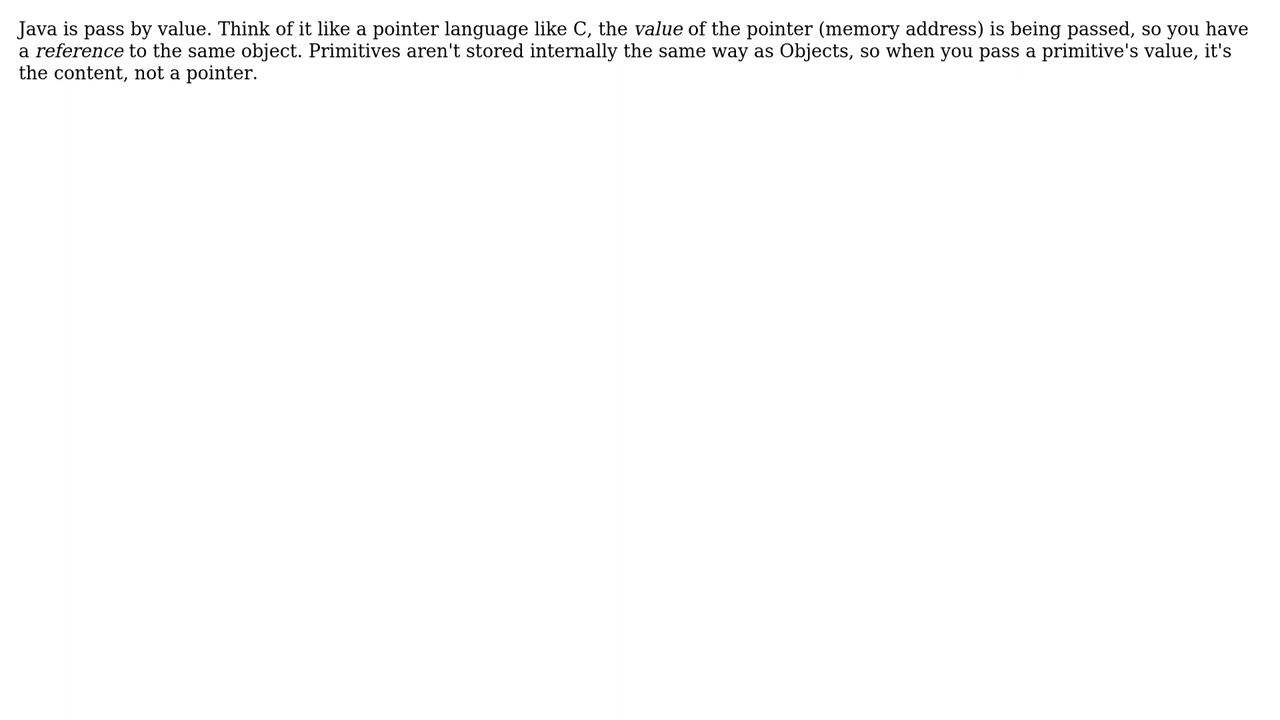 Java is pass by value. Think of it like a pointer language like C, the value of the pointer (memory address) is being passed, so you have
a reference to the same object. Primitives aren't stored internally the same way as Objects, so when you pass a primitive's value, it's
the content, not a pointer.